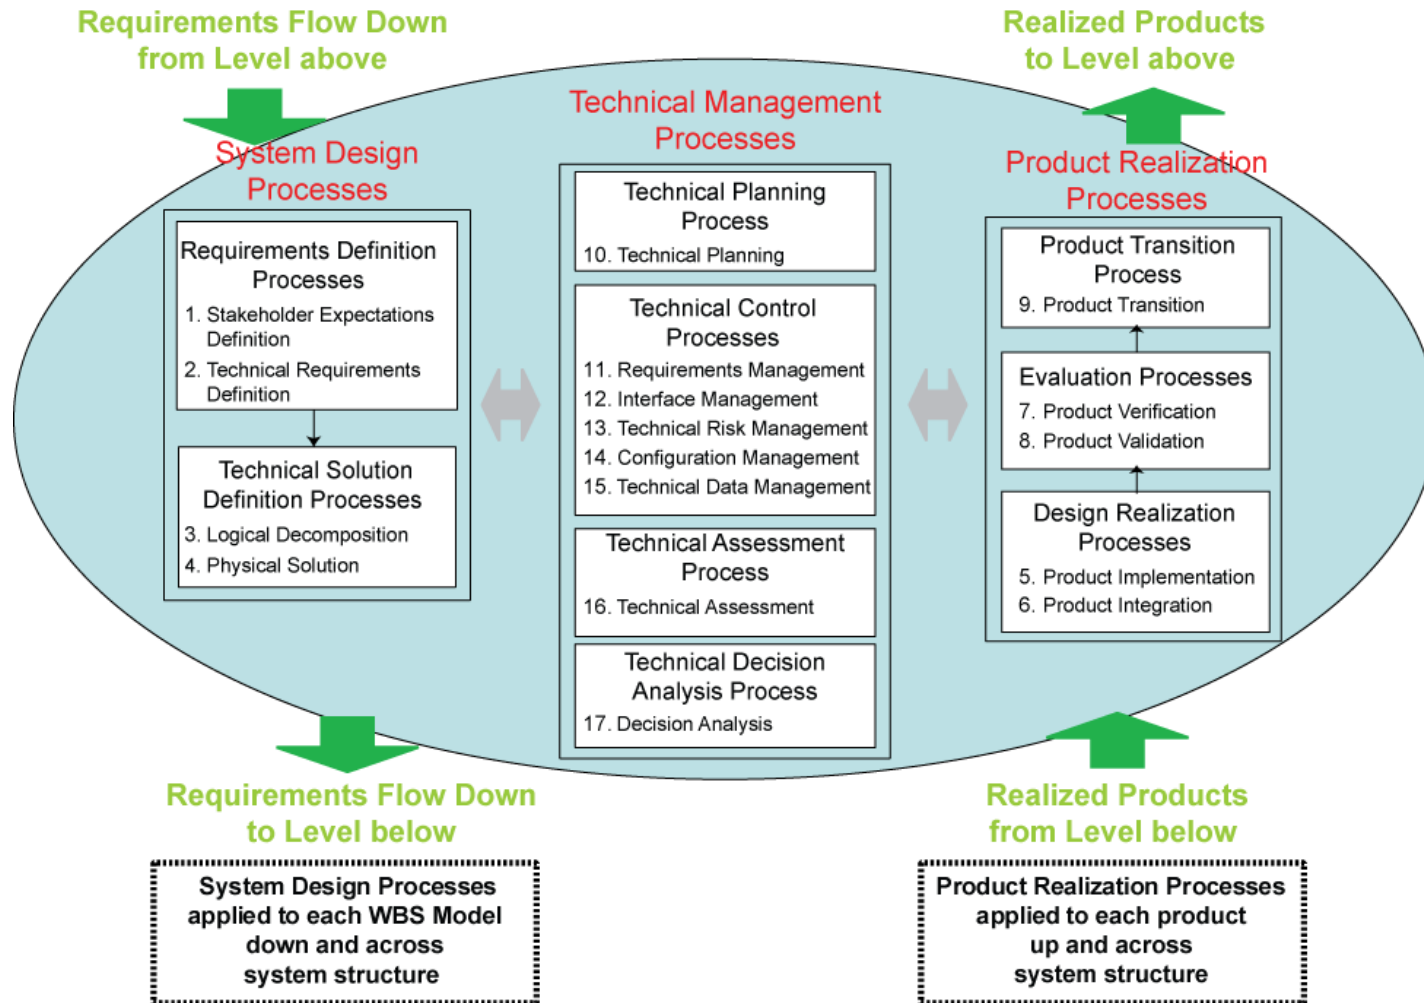 Requirements Flow Down
from Level above
Realized Products
to Level above
System Design
Processes
Requirements Definition
Processes
1. Stakeholder Expectations
Definition
2. Technical Requirements
Definition
Technical Solution
Definition Processes
3. Logical Decomposition
4. Physical Solution
Technical Management
Processes
Technical Planning
Process
10. Technical Planning
Technical Control
Processes
11. Requirements Management
12. Interface Management
13. Technical Risk Management
14. Configuration Management
15. Technical Data Management
Technical Assessment
Process
16. Technical Assessment
Technical Decision
Analysis Process
17. Decision Analysis
Product Realization
Processes
Product Transition
Process
9. Product Transition
Evaluation Processes
7. Product Verification
8. Product Validation
Design Realization
Processes
5. Product Implementation
6. Product Integration
Requirements Flow Down
to Level below
Realized Products
from Level below
System Design Processes
applied to each WBS Model
down and across
system structure
Product Realization Processes
applied to each product
up and across
system structure